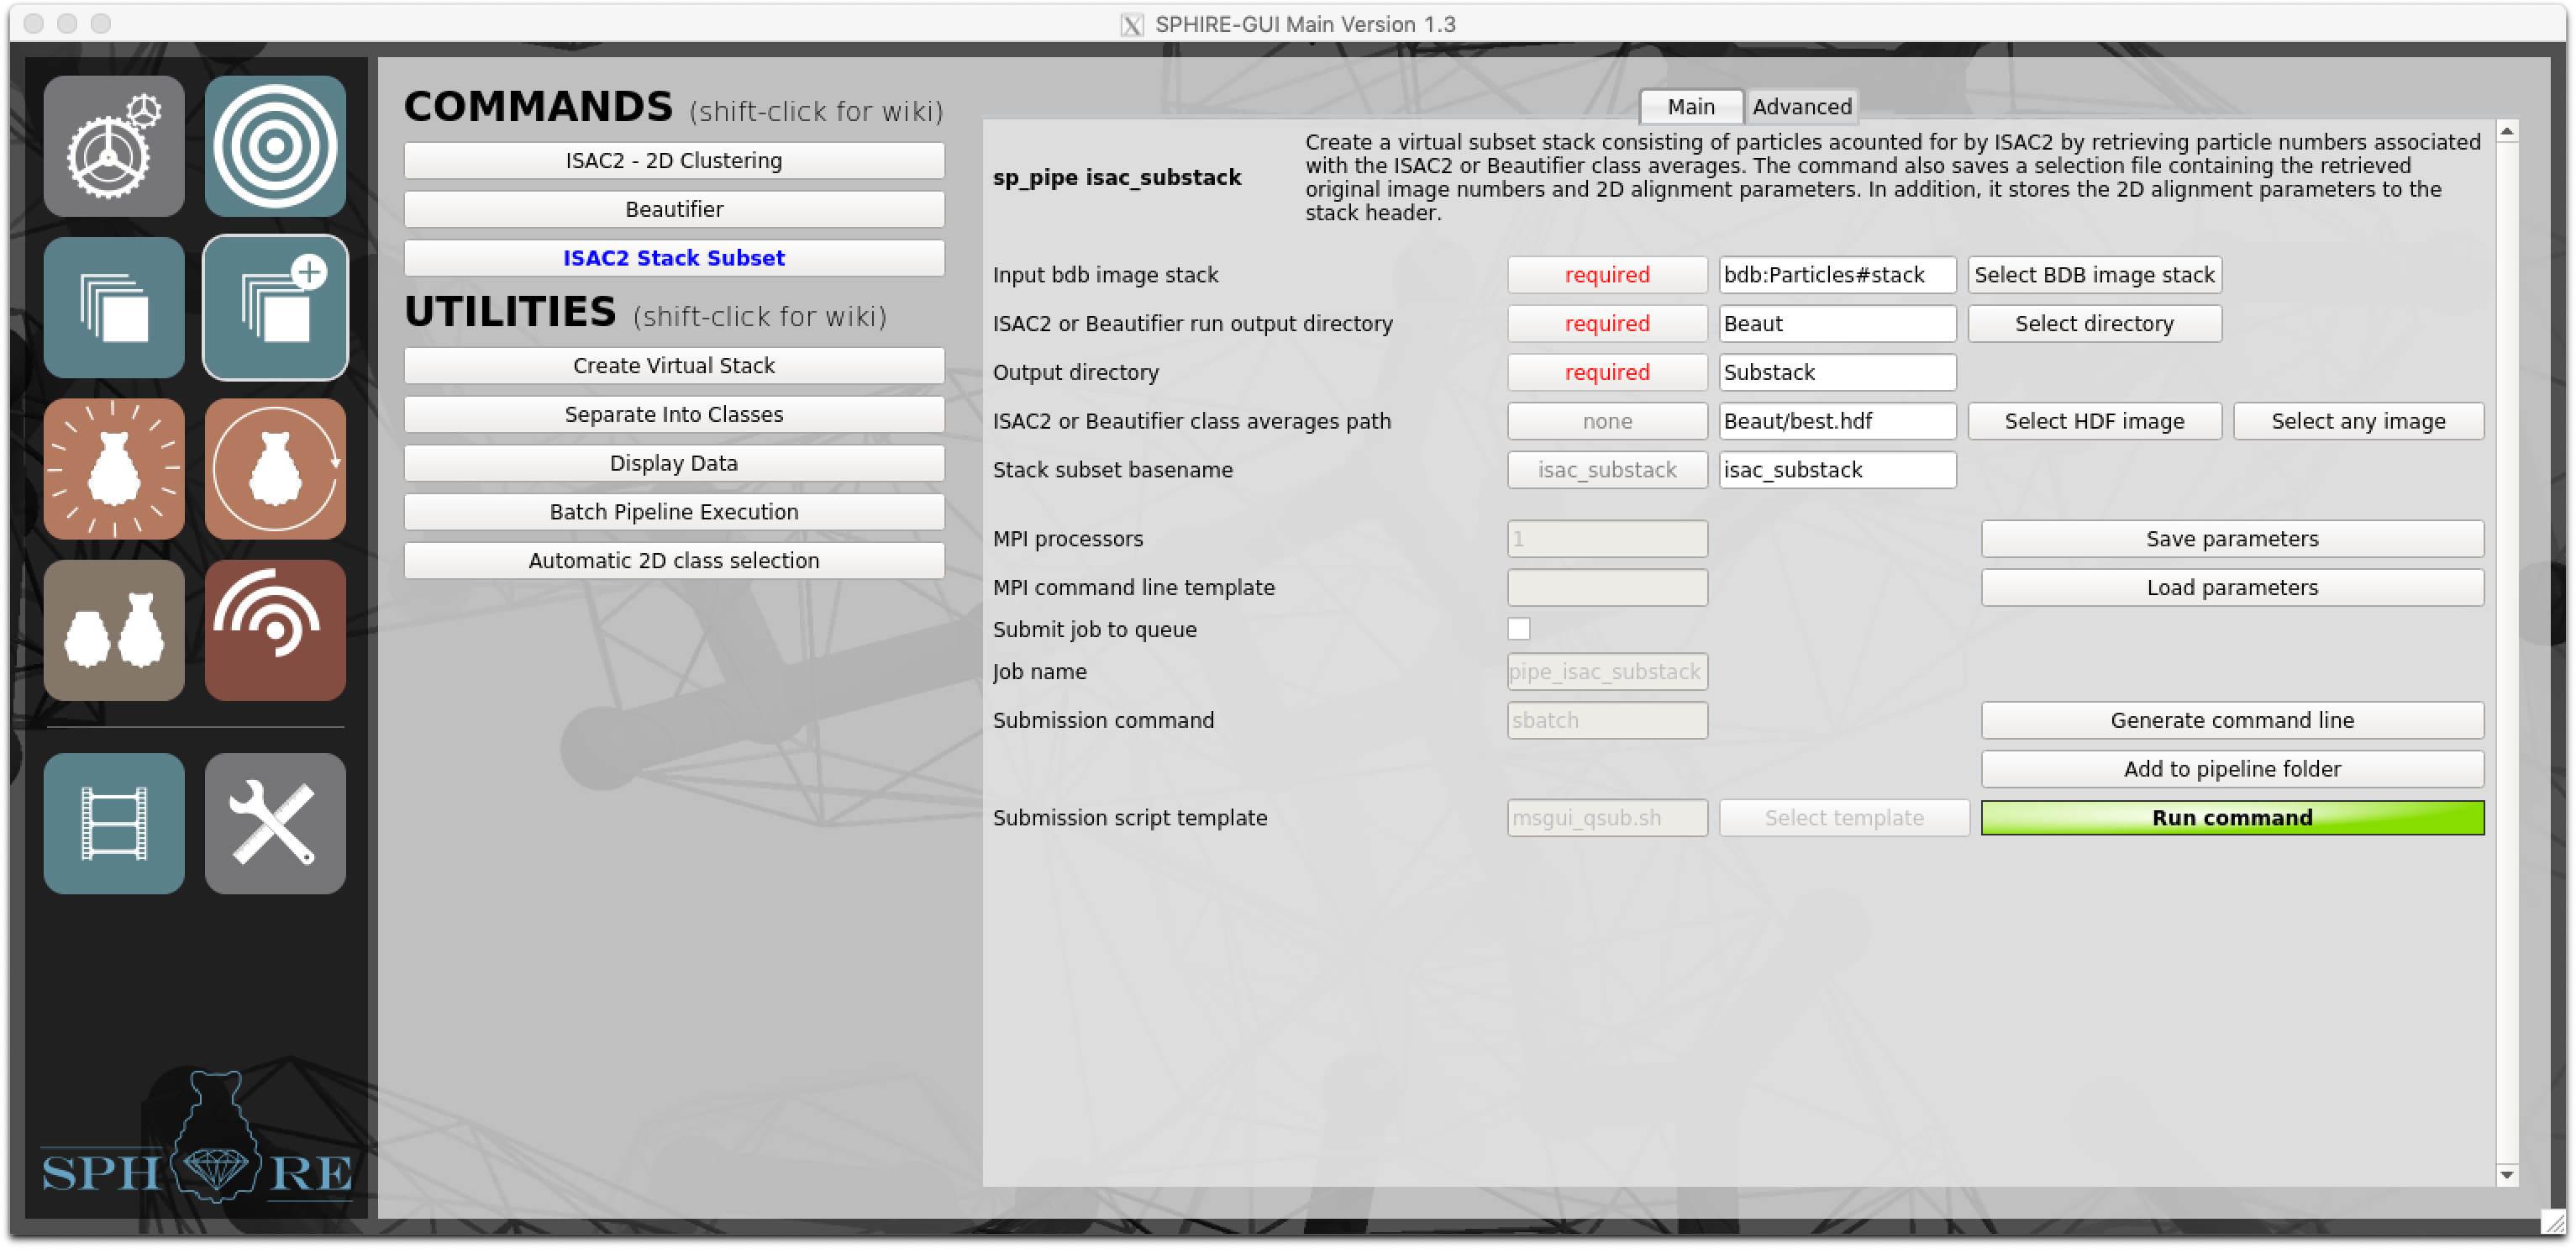 SPHIRE-GUI Main Version 1.3
COMMANDS (shift-click for wiki)
ISAC2 - 2D Clustering
Beautifier
ISAC2 Stack Subset
UTILITIES (shift-click for wiki)
Create Virtual Stack
Separate Into Classes
Display Data
Batch Pipeline Execution
Automatic 2D class selection
SPH RE
Main Advanced
sp_pipe isac_substack
Create a virtual subset stack consisting of particles acounted for by ISAC2 by retrieving particle numbers associated
with the ISAC2 or Beautifier class averages. The command also saves a selection file containing the retrieved
original image numbers and 2D alignment parameters. In addition, it stores the 2D alignment parameters to the
stack header.
Input bdb image stack required bdb:Particles#stack Select BDB image stack
ISAC2 or Beautifier run output directory required Beaut Select directory
Output directory required Substack
ISAC2 or Beautifier class averages path none Beaut/best.hdf Select HDF image Select any image
Stack subset basename isac_substack isac_substack
MPI processors 1 Save parameters
MPI command line template Load parameters
Submit job to queue
Job name pipe_isac_substack
Submission command sbatch Generate command line
Add to pipeline folder
Submission script template msgui_qsub.sh Select template Run command